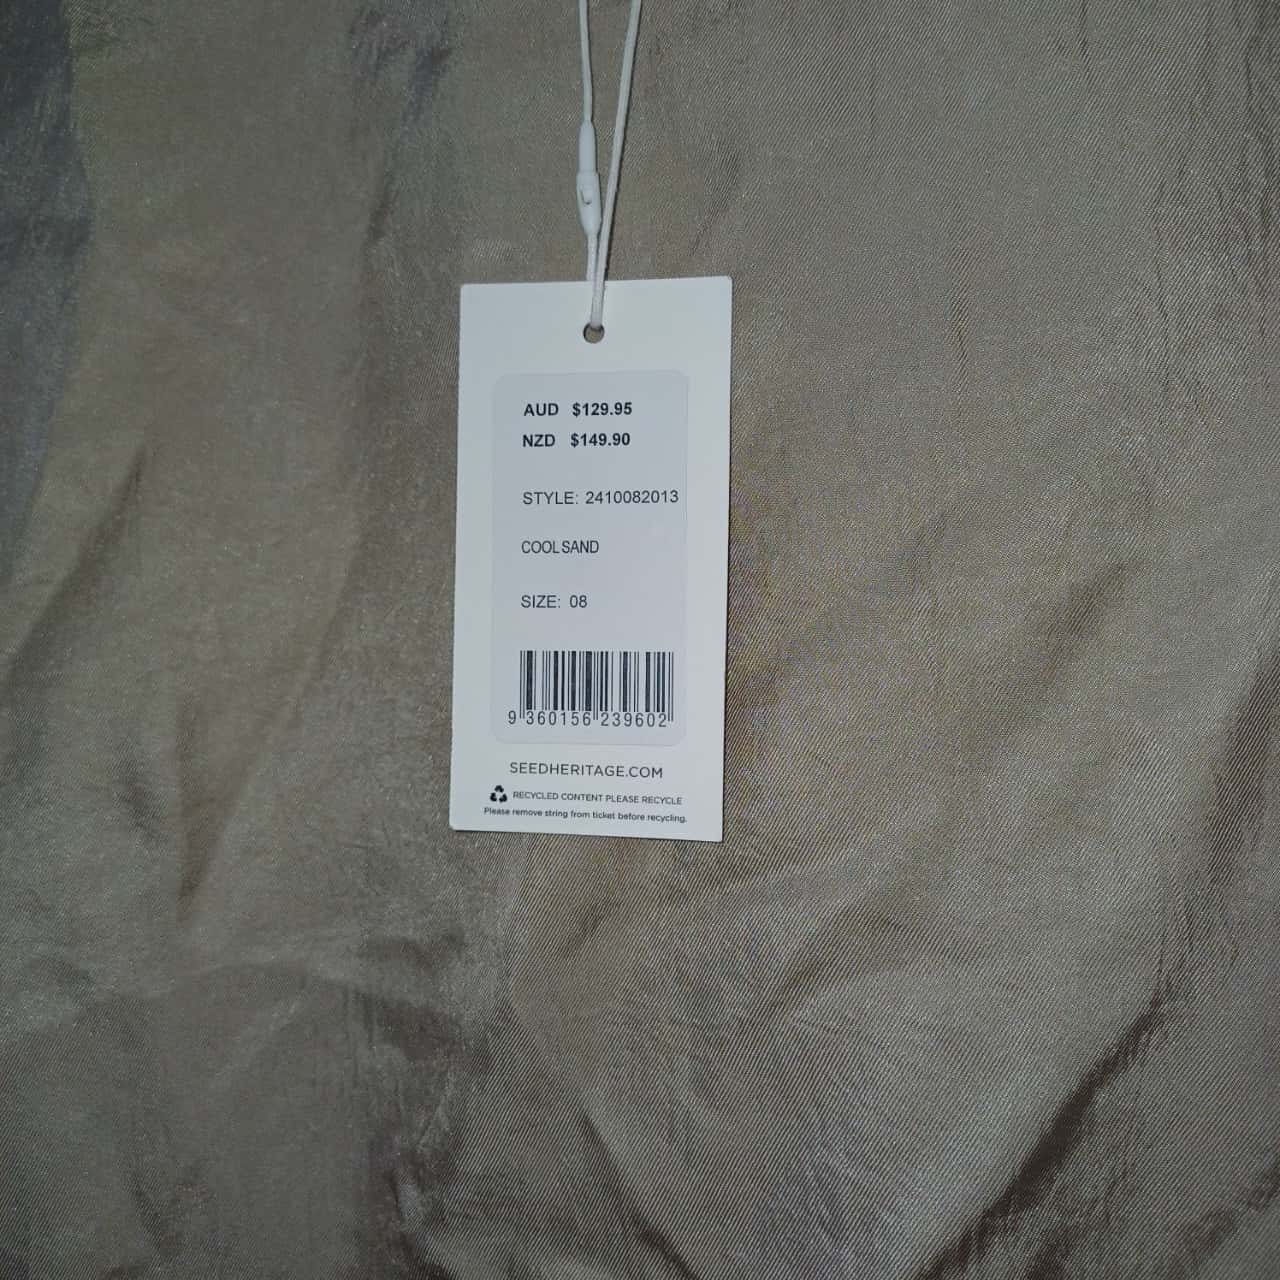 AUD $129.95
NZD $149.90
STYLE: 2410082013
COOL SAND
SIZE: 08
9 360156 239602
SEEDHERITAGE.COM
RECYCLED CONTENT PLEASE RECYCLE
Please remove string from ticket before recycling.